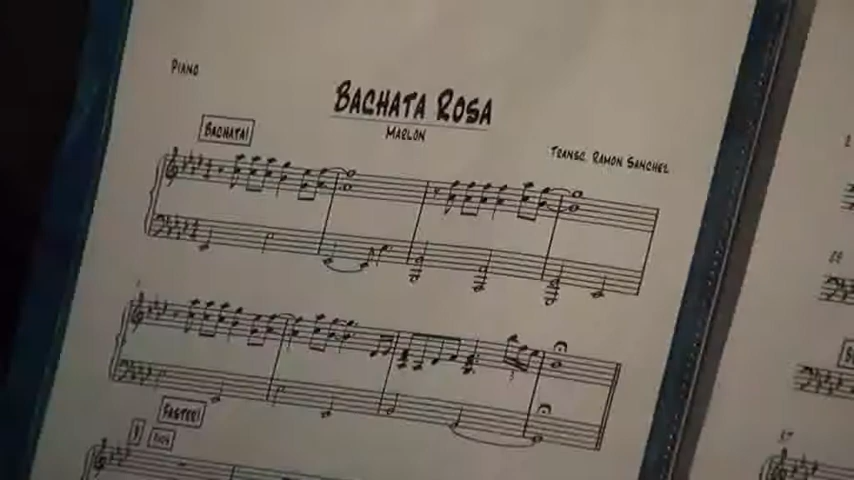 PIANO
BACHATA ROSA
MARLON
BACHATA!
TRANSC. RAMON SANCHEZ
FASTER!